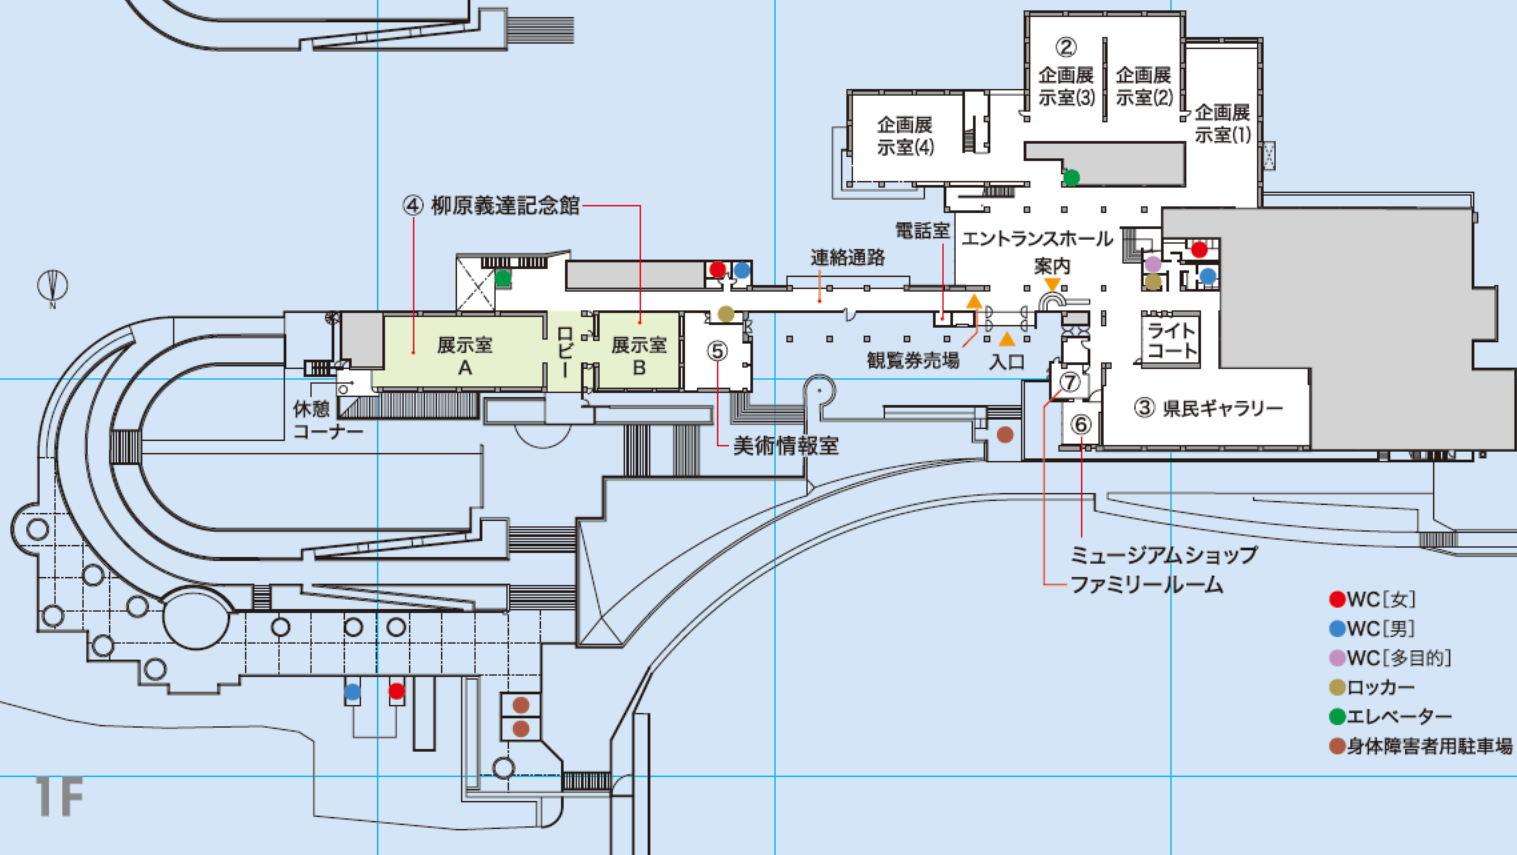 ②
企画展
示室(3)
企画展
示室(2)
企画展
示室(1)
企画展
示室(4)
④ 柳原義達記念館
電話室
エントランスホール
連絡通路
案内
N
展示室
A
ロビー
展示室
B
⑤
観覧券売場
入口
ライト
コート
休憩
コーナー
⑦
③ 県民ギャラリー
⑥
美術情報室
ミュージアムショップ
ファミリールーム
WC[女]
WC[男]
WC[多目的]
ロッカー
エレベーター
身体障害者用駐車場
1F